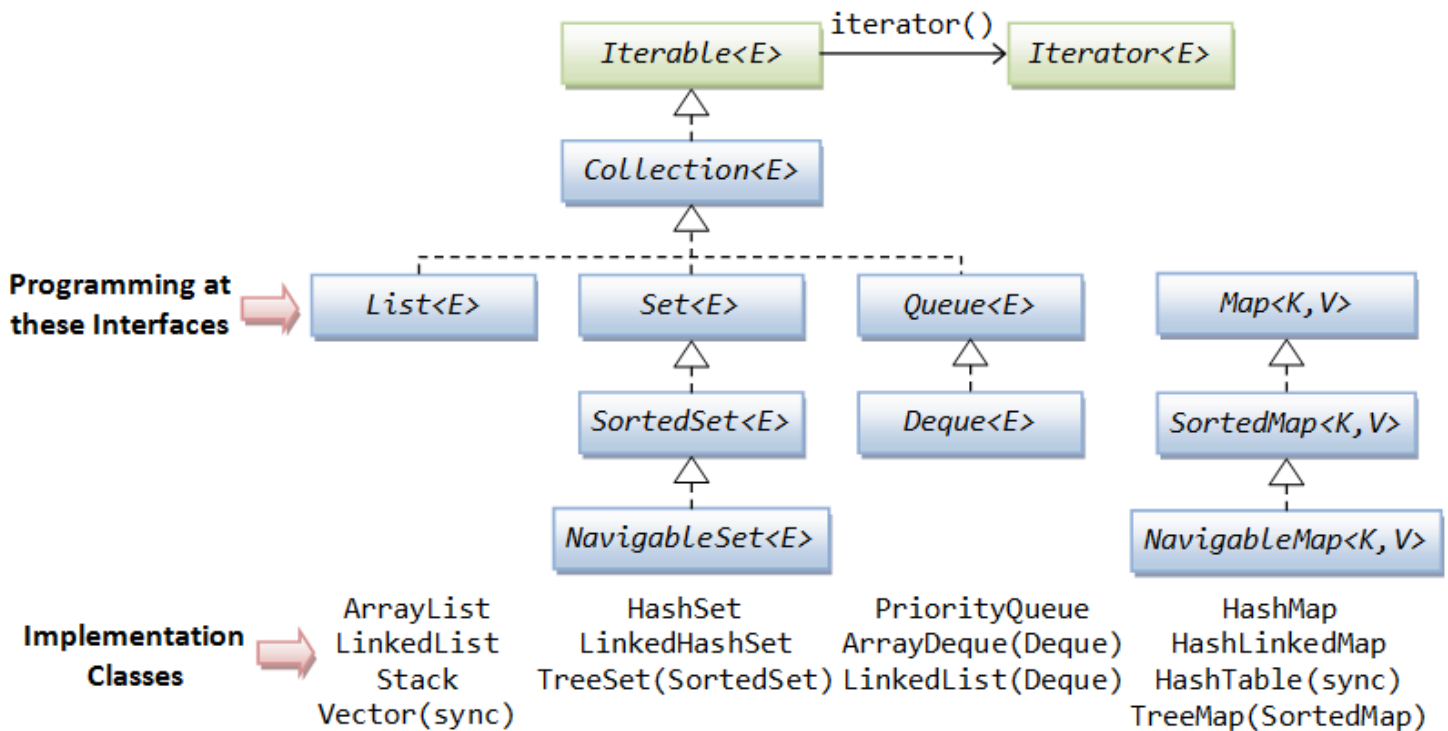 iterator()
Iterable<E>
Iterator<E>
Collection<E>
Programming at
these Interfaces
List<E>
Set<E>
Queue<E>
Map<K,V>
SortedSet<E>
Deque<E>
SortedMap<K,V>
NavigableSet<E>
NavigableMap<K,V>
Implementation
Classes
ArrayList
LinkedList
Stack
Vector(sync)
HashSet
LinkedHashSet
TreeSet(SortedSet)
PriorityQueue
ArrayDeque(Deque)
LinkedList(Deque)
HashMap
HashLinkedMap
HashTable(sync)
TreeMap(SortedMap)